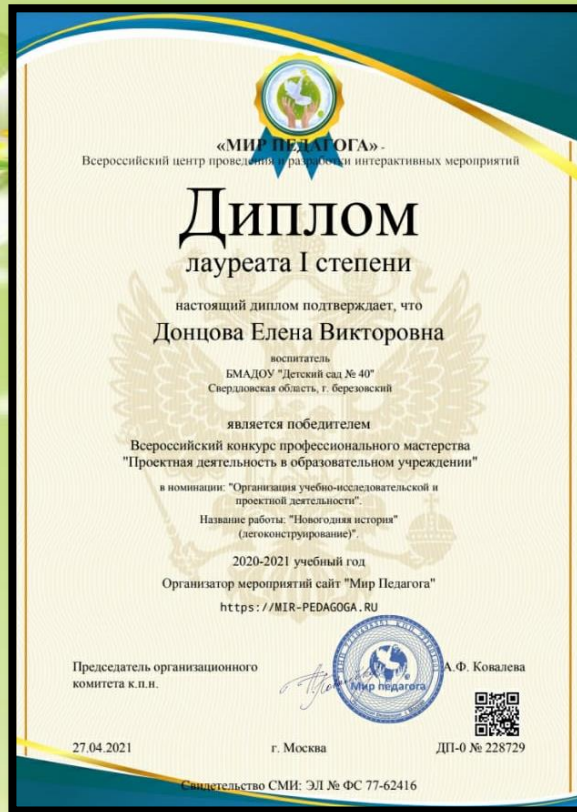 «МИР ПЕДАГОГА» -
Всероссийский центр проведения и разработки интерактивных мероприятий
Диплом
лауреата I степени
настоящий диплом подтверждает, что
Донцова Елена Викторовна
воспитатель
БМАДОУ "Детский сад № 40"
Свердловская область, г. березовский
является победителем
Всероссийский конкурс профессионального мастерства
"Проектная деятельность в образовательном учреждении"
в номинации: "Организация учебно-исследовательской и
проектной деятельности".
Название работы: "Новогодняя история"
(легоконструирование)".
2020-2021 учебный год
Организатор мероприятий сайт "Мир Педагога"
https://MIR-PEDAGOGA.RU
Председатель организационного
комитета к.п.н.
А.Ф. Ковалева
Мир педагога
27.04.2021 г. Москва ДП-0 № 228729
Свидетельство СМИ: ЭЛ № ФС 77-62416